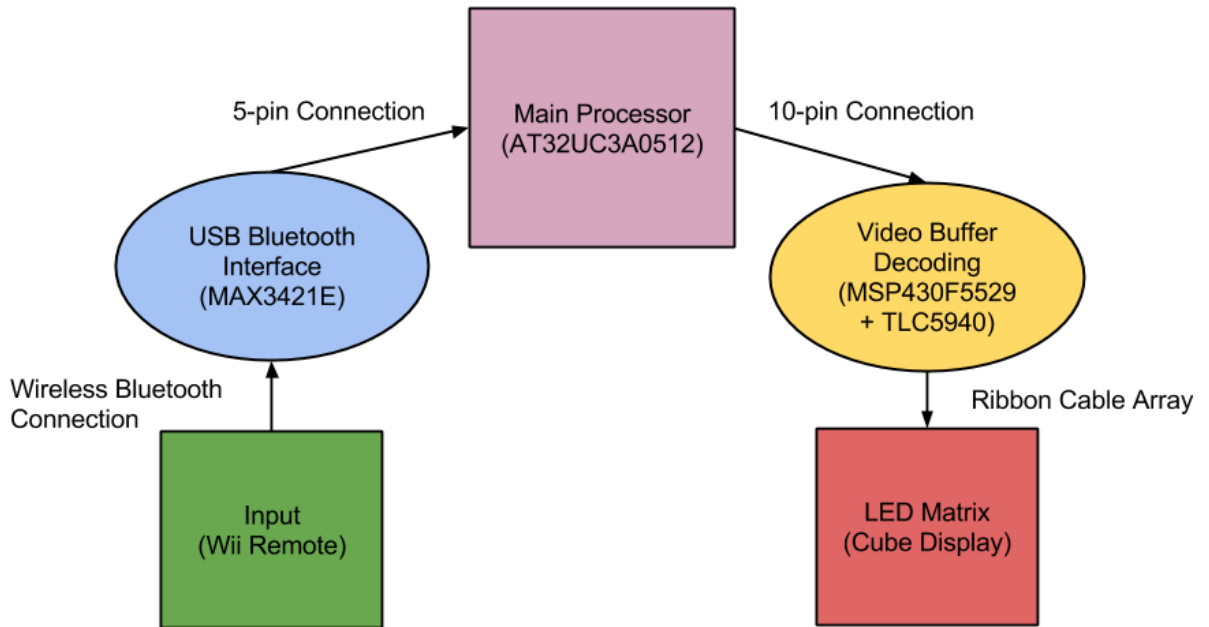 5-pin Connection
Main Processor
(AT32UC3A0512)
10-pin Connection
USB Bluetooth
Interface
(MAX3421E)
Video Buffer
Decoding
(MSP430F5529
+ TLC5940)
Wireless Bluetooth
Connection
Ribbon Cable Array
Input
(Wii Remote)
LED Matrix
(Cube Display)